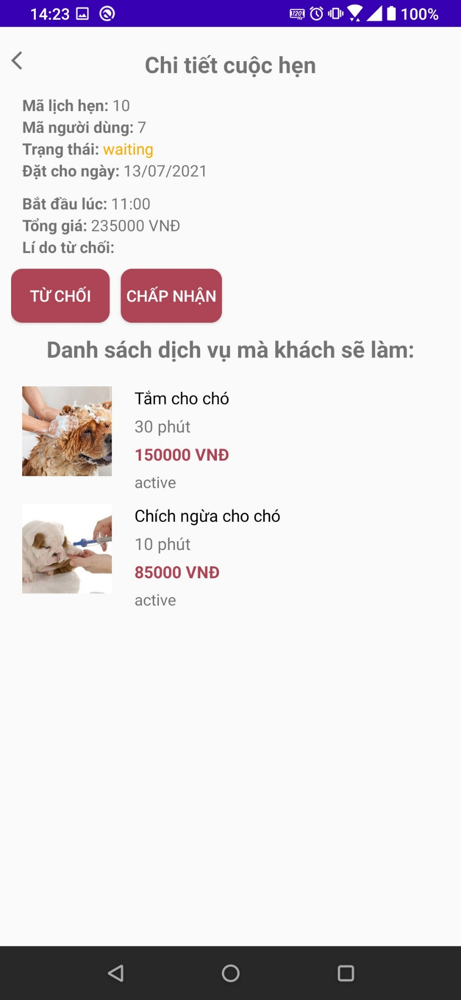 14:23 120 Hz 100%
Chi tiết cuộc hẹn
Mã lịch hẹn: 10
Mã người dùng: 7
Trạng thái: waiting
Đặt cho ngày: 13/07/2021
Bắt đầu lúc: 11:00
Tổng giá: 235000 VNĐ
Lí do từ chối:
TỪ CHỐI CHẤP NHẬN
Danh sách dịch vụ mà khách sẽ làm:
Tắm cho chó
30 phút
150000 VNĐ
active
Chích ngừa cho chó
10 phút
85000 VNĐ
active